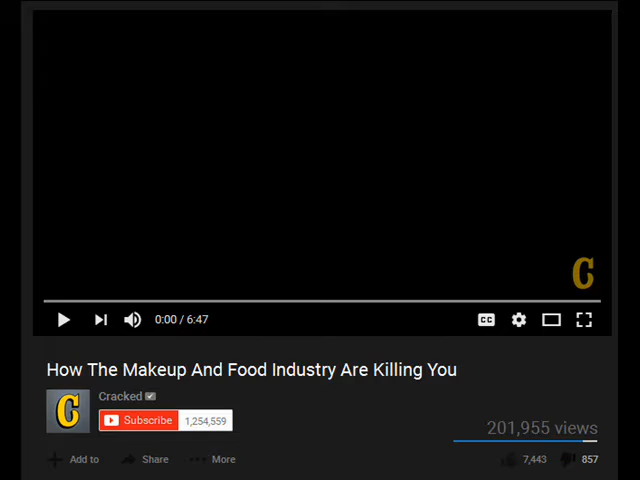 C
0:00 / 6:47
CC
How The Makeup And Food Industry Are Killing You
C
Cracked
Subscribe 1,254,559
201,955 views
Add to Share More
7,443 857